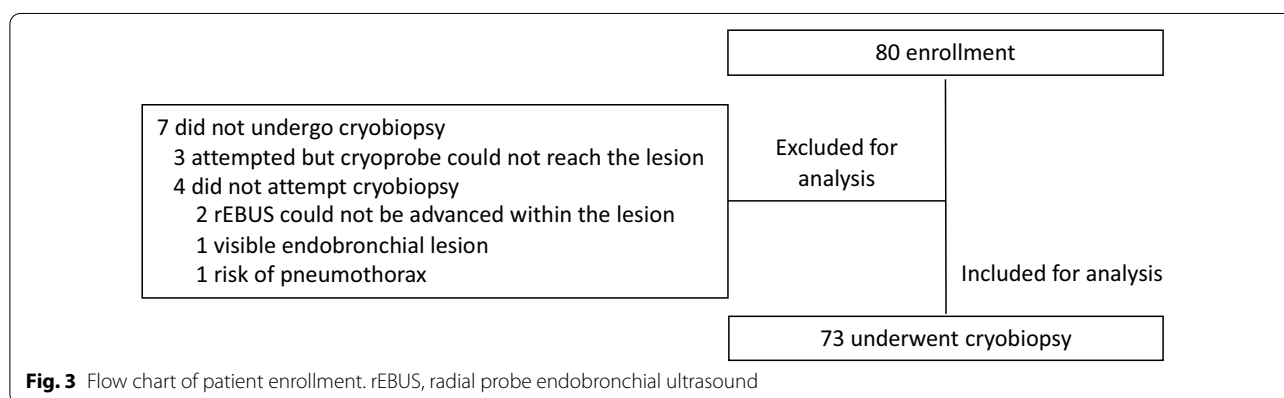 80 enrollment
7 did not undergo cryobiopsy
3 attempted but cryoprobe could not reach the lesion
4 did not attempt cryobiopsy
2 rEBUS could not be advanced within the lesion
1 visible endobronchial lesion
1 risk of pneumothorax
Excluded for
analysis
Included for analysis
73 underwent cryobiopsy
Fig. 3 Flow chart of patient enrollment. rEBUS, radial probe endobronchial ultrasound